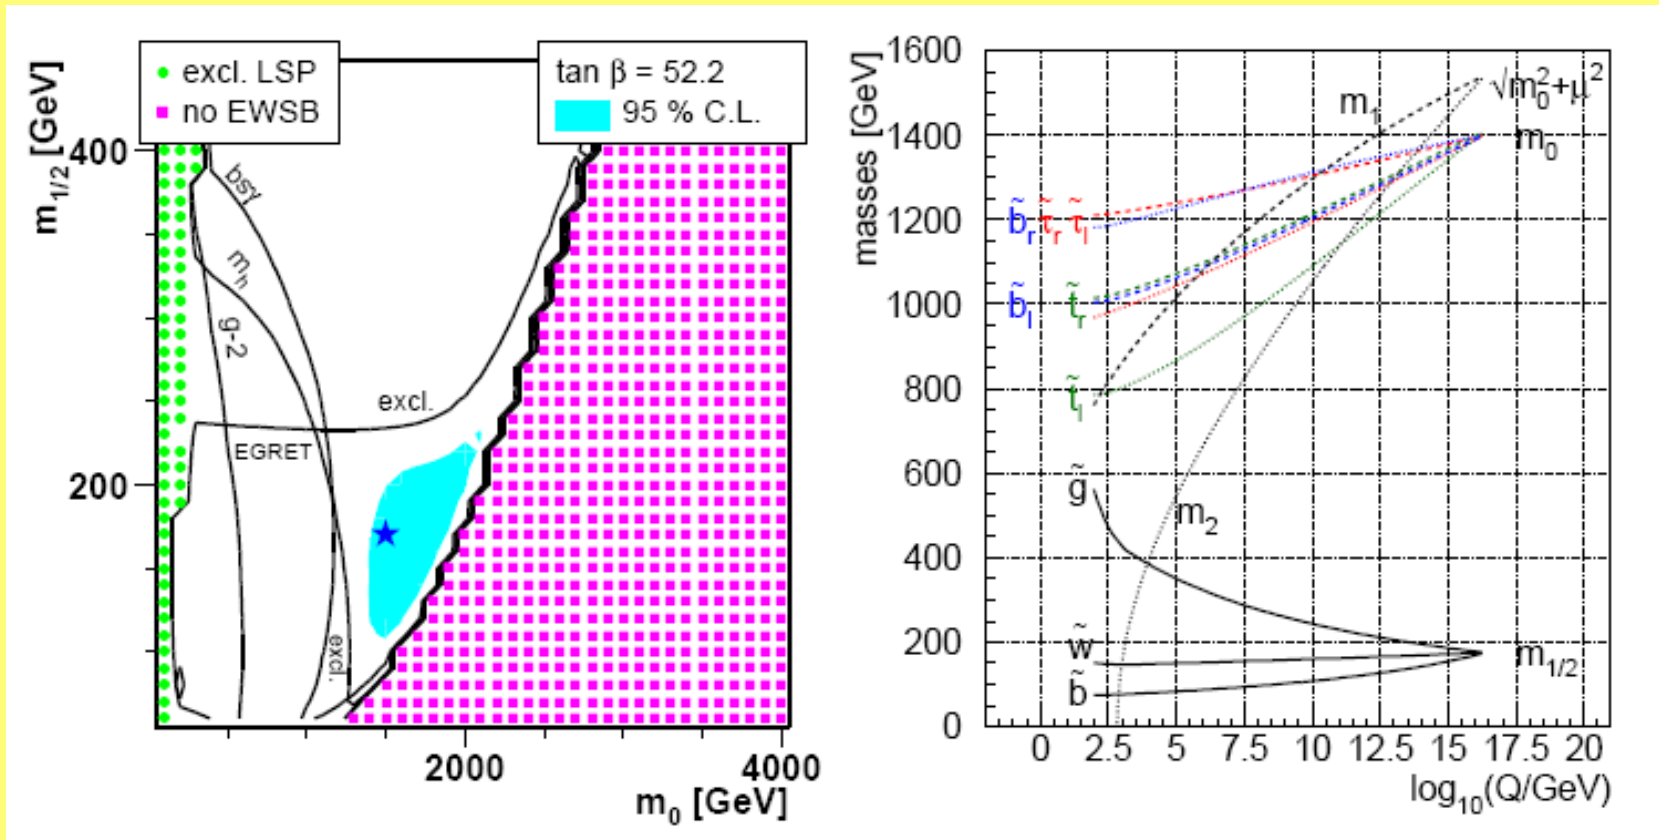 excl. LSP
no EWSB
tan β = 52.2
95 % C.L.
m1/2 [GeV]
400
200
bsγ
mh
g-2
excl.
EGRET
excl.
2000
4000
m0 [GeV]
masses [GeV]
1600
1400
1200
1000
800
600
400
200
0
m1
√m0²+μ²
m0
b̃r τ̃r τ̃l
b̃l
t̃r
t̃l
g̃
m2
w̃
b̃
m1/2
0
2.5
5
7.5
10
12.5
15
17.5
20
log10(Q/GeV)